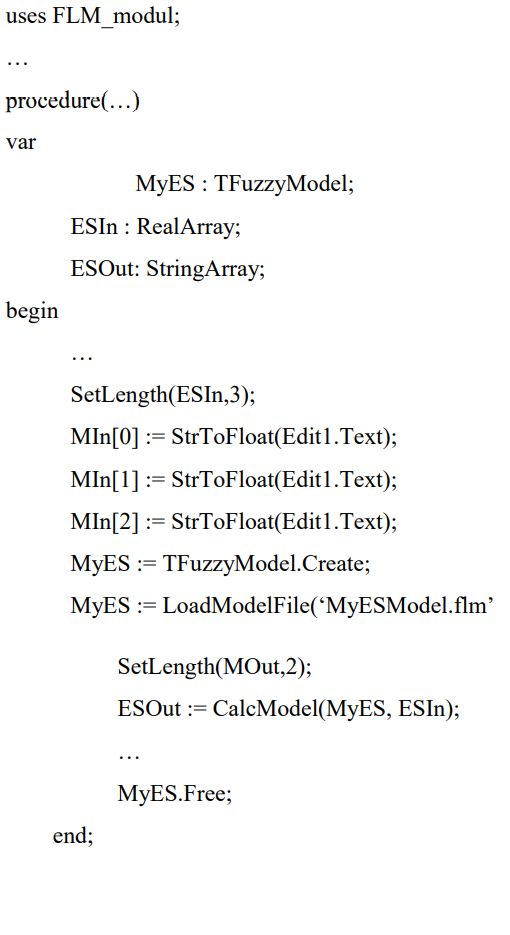 uses FLM_modul;
…
procedure(…)
var
MyES : TFuzzyModel;
ESIn : RealArray;
ESOut: StringArray;
begin
…
SetLength(ESIn,3);
MIn[0] := StrToFloat(Edit1.Text);
MIn[1] := StrToFloat(Edit1.Text);
MIn[2] := StrToFloat(Edit1.Text);
MyES := TFuzzyModel.Create;
MyES := LoadModelFile(‘MyESModel.flm’
SetLength(MOut,2);
ESOut := CalcModel(MyES, ESIn);
…
MyES.Free;
end;